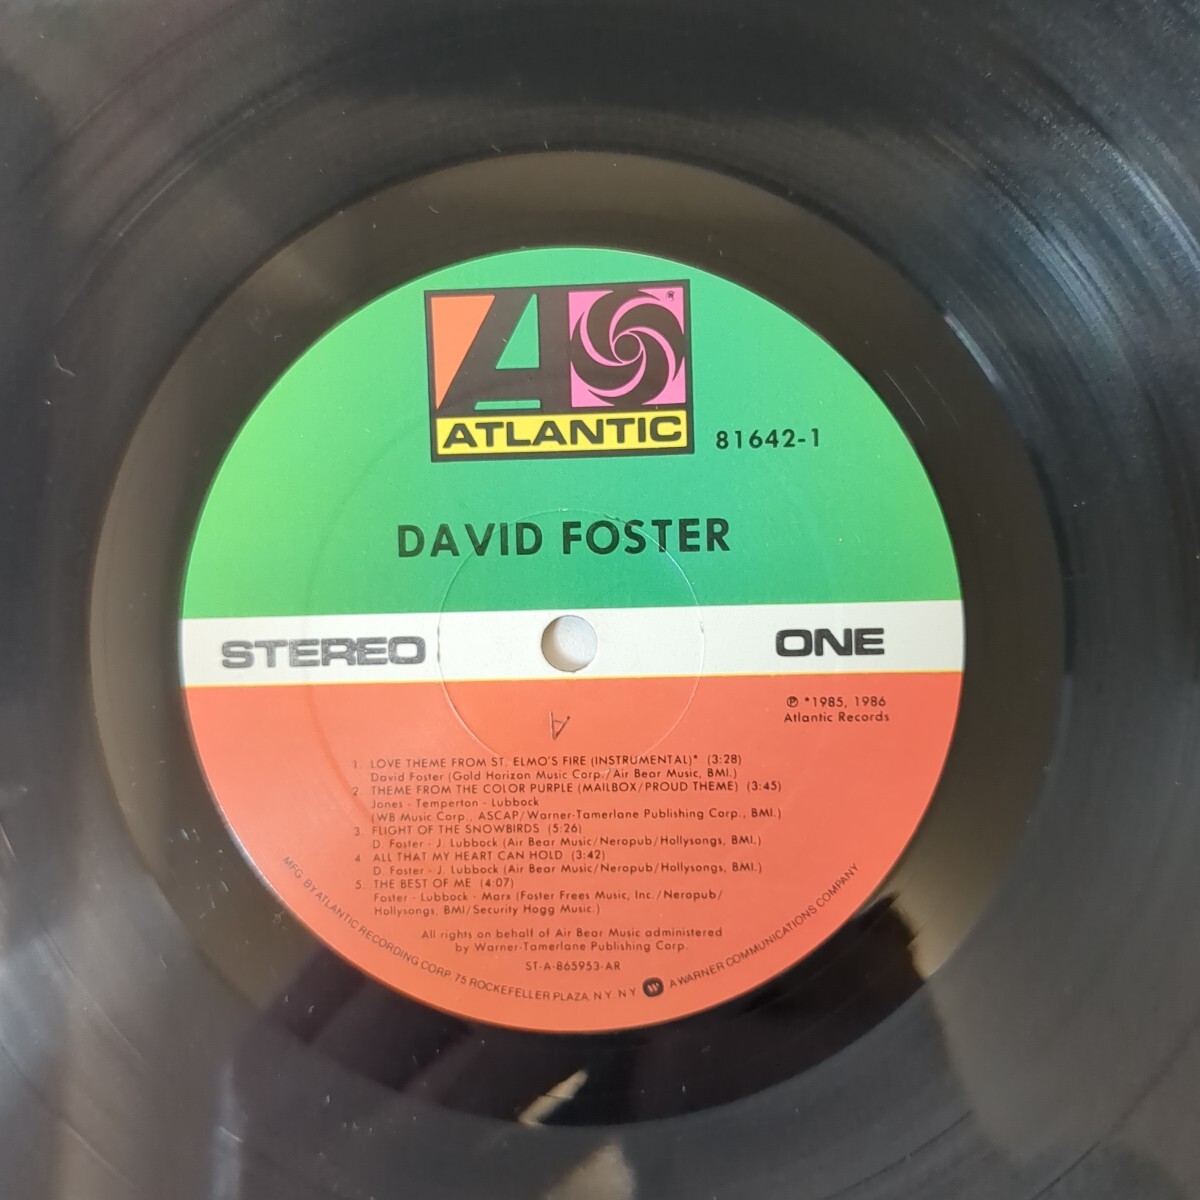 ATLANTIC
®
81642-1
DAVID FOSTER
STEREO
ONE
℗ *1985, 1986
Atlantic Records
A
1. LOVE THEME FROM ST. ELMO'S FIRE (INSTRUMENTAL)* (3:28)
David Foster (Gold Horizon Music Corp./Air Bear Music, BMI.)
2. THEME FROM THE COLOR PURPLE (MAILBOX/PROUD THEME) (3:45)
Jones - Temperton - Lubbock
(WB Music Corp., ASCAP/Warner-Tamerlane Publishing Corp., BMI.)
3. FLIGHT OF THE SNOWBIRDS (5:26)
D. Foster - J. Lubbock (Air Bear Music/Neropub/Hollysongs, BMI.)
4. ALL THAT MY HEART CAN HOLD (3:42)
D. Foster - J. Lubbock (Air Bear Music/Neropub/Hollysongs, BMI.)
5. THE BEST OF ME (4:07)
Foster - Lubbock - Marx (Foster Frees Music, Inc./Neropub/
Hollysongs, BMI/Security Hogg Music.)
All rights on behalf of Air Bear Music administered
by Warner-Tamerlane Publishing Corp.
ST-A-865953-AR
MFG. BY ATLANTIC RECORDING CORP. 75 ROCKEFELLER PLAZA, N.Y. N.Y. A WARNER COMMUNICATIONS COMPANY